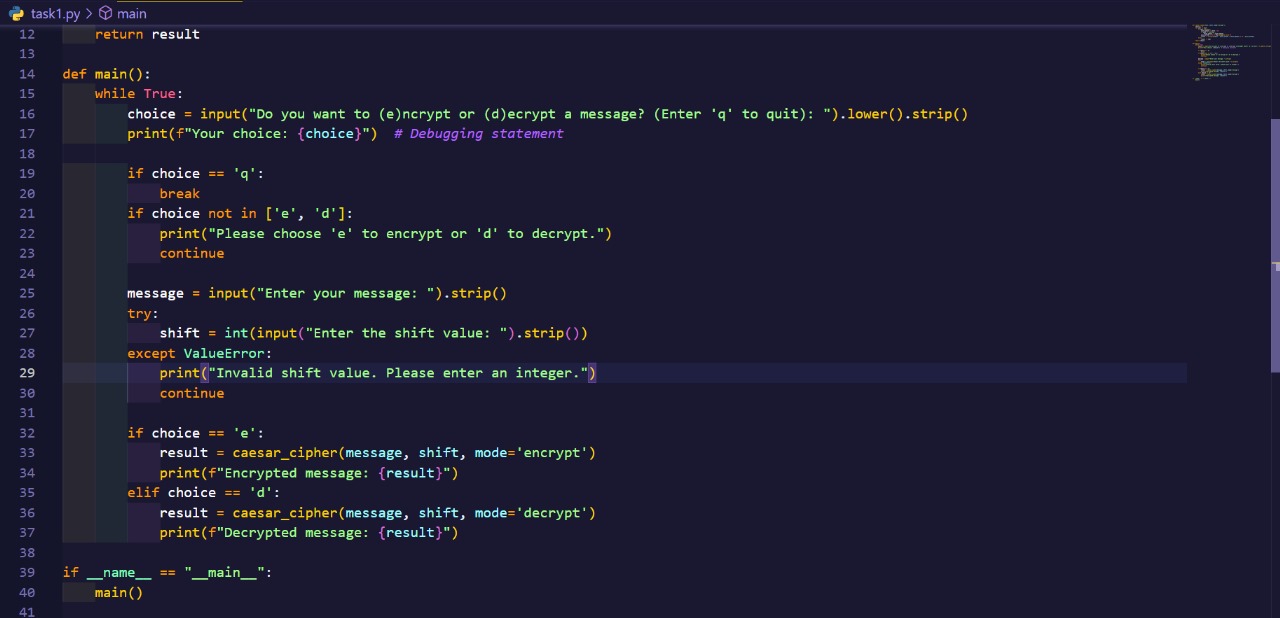 task1.py > main
12 return result
13
14 def main():
15 while True:
16 choice = input("Do you want to (e)ncrypt or (d)ecrypt a message? (Enter 'q' to quit): ").lower().strip()
17 print(f"Your choice: {choice}")  # Debugging statement
18
19 if choice == 'q':
20 break
21 if choice not in ['e', 'd']:
22 print("Please choose 'e' to encrypt or 'd' to decrypt.")
23 continue
24
25 message = input("Enter your message: ").strip()
26 try:
27 shift = int(input("Enter the shift value: ").strip())
28 except ValueError:
29 print("Invalid shift value. Please enter an integer.")
30 continue
31
32 if choice == 'e':
33 result = caesar_cipher(message, shift, mode='encrypt')
34 print(f"Encrypted message: {result}")
35 elif choice == 'd':
36 result = caesar_cipher(message, shift, mode='decrypt')
37 print(f"Decrypted message: {result}")
38
39 if __name__ == "__main__":
40 main()
41